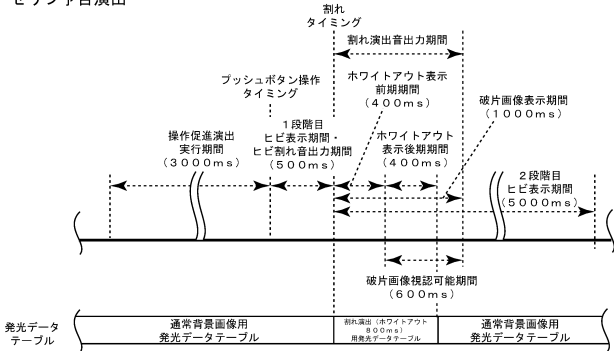 セリフ予告演出
割れ
タイミング
割れ演出音出力期間
プッシュボタン操作
タイミング
ホワイトアウト表示
前期期間
(400ms)
破片画像表示期間
(1000ms)
操作促進演出
実行期間
(3000ms)
1段階目
ヒビ表示期間・
ヒビ割れ音出力期間
(500ms)
ホワイトアウト
表示後期期間
(400ms)
2段階目
ヒビ表示期間
(5000ms)
破片画像視認可能期間
(600ms)
発光データ
テーブル
通常背景画像用
発光データテーブル
割れ演出(ホワイトアウト
800ms)
用発光データテーブル
通常背景画像用
発光データテーブル